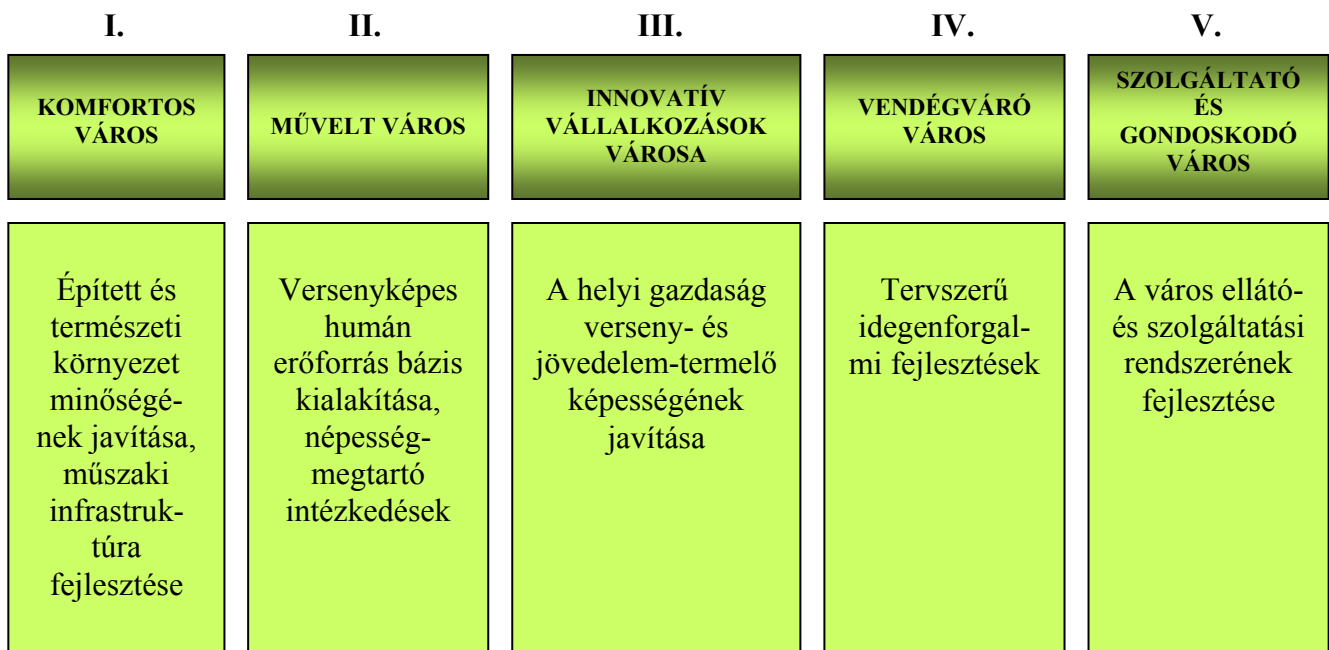 I.
II.
III.
IV.
V.
KOMFORTOS
VÁROS
MŰVELT VÁROS
INNOVATÍV
VÁLLALKOZÁSOK
VÁROSA
VENDÉGVÁRÓ
VÁROS
SZOLGÁLTATÓ
ÉS
GONDOSKODÓ
VÁROS
Épített és
természeti
környezet
minőségé-
nek javítása,
műszaki
infrastruk-
túra
fejlesztése
Versenyképes
humán
erőforrás bázis
kialakítása,
népesség-
megtartó
intézkedések
A helyi gazdaság
verseny- és
jövedelem-termelő
képességének
javítása
Tervszerű
idegenforgal-
mi fejlesztések
A város ellátó-
és szolgáltatási
rendszerének
fejlesztése